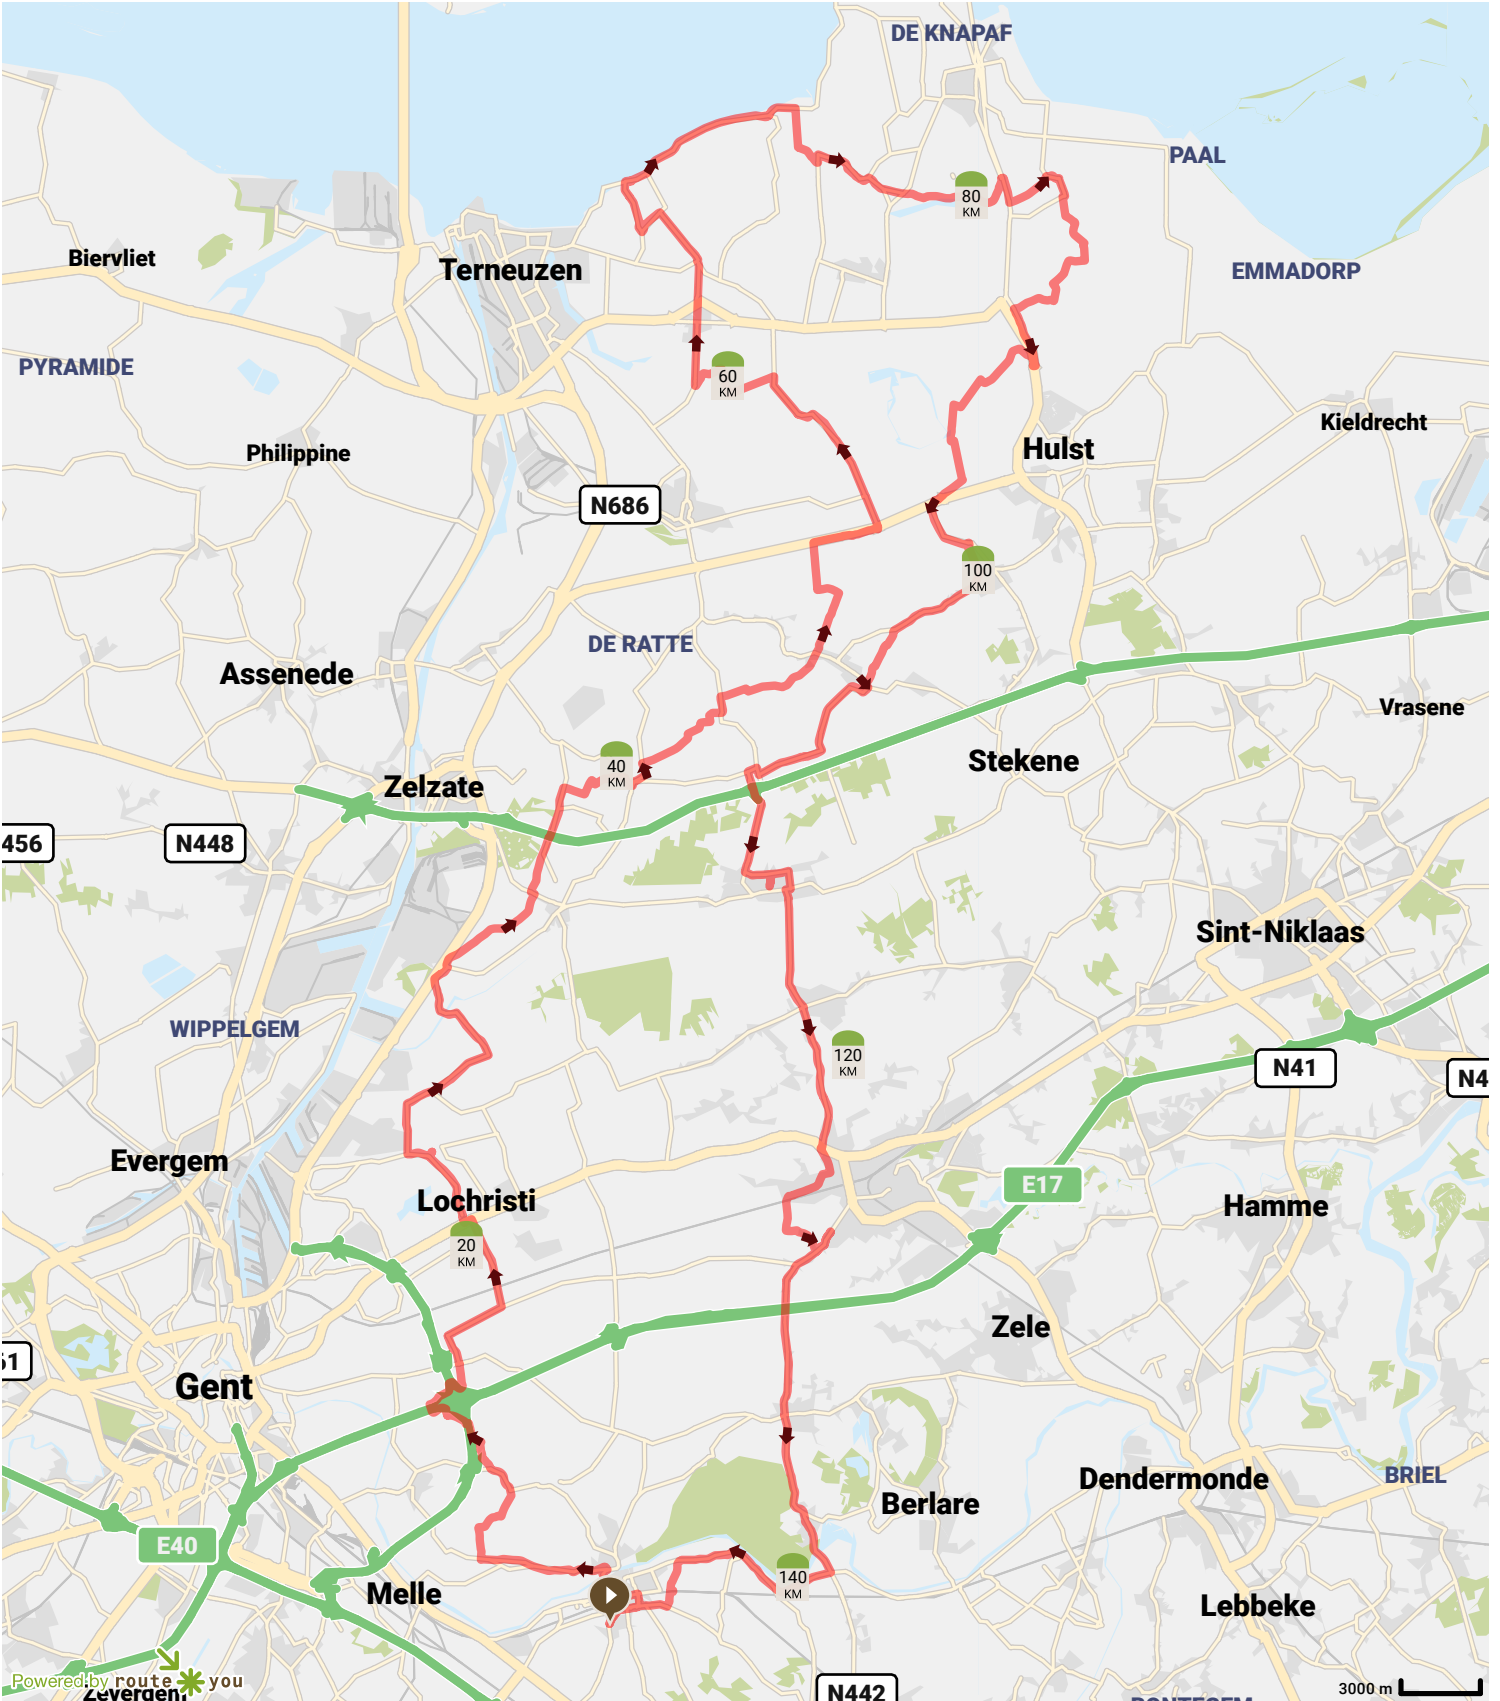 DE KNAPAF
PAAL
Biervliet
Terneuzen
EMMADORP
80
KM
PYRAMIDE
60
KM
Kieldrecht
Philippine
Hulst
N686
100
KM
DE RATTE
Assenede
Vrasene
Stekene
40
KM
Zelzate
456
N448
Sint-Niklaas
WIPPELGEM
120
KM
N41
N4
Evergem
E17
Lochristi
Hamme
20
KM
Zele
61
Gent
Dendermonde
BRIEL
Berlare
E40
140
KM
Melle
Lebbeke
Powered by route you
Zevergem
3000 m
N442